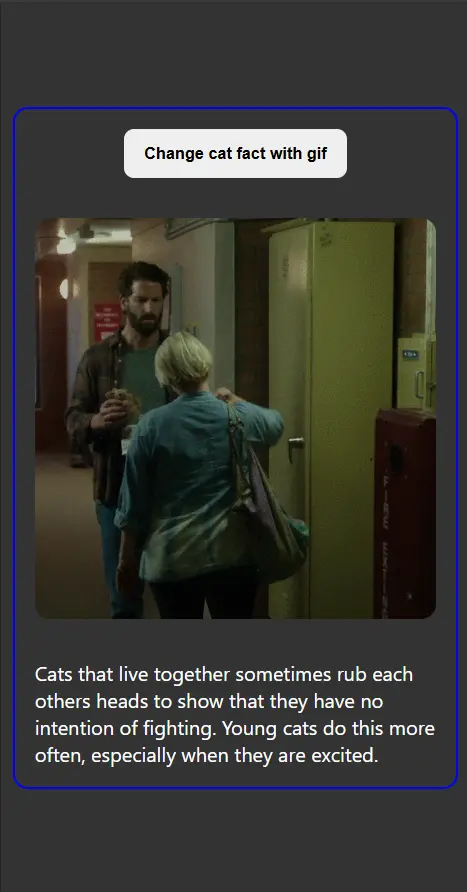 Change cat fact with gif
FIRE EXTING
Cats that live together sometimes rub each
others heads to show that they have no
intention of fighting. Young cats do this more
often, especially when they are excited.